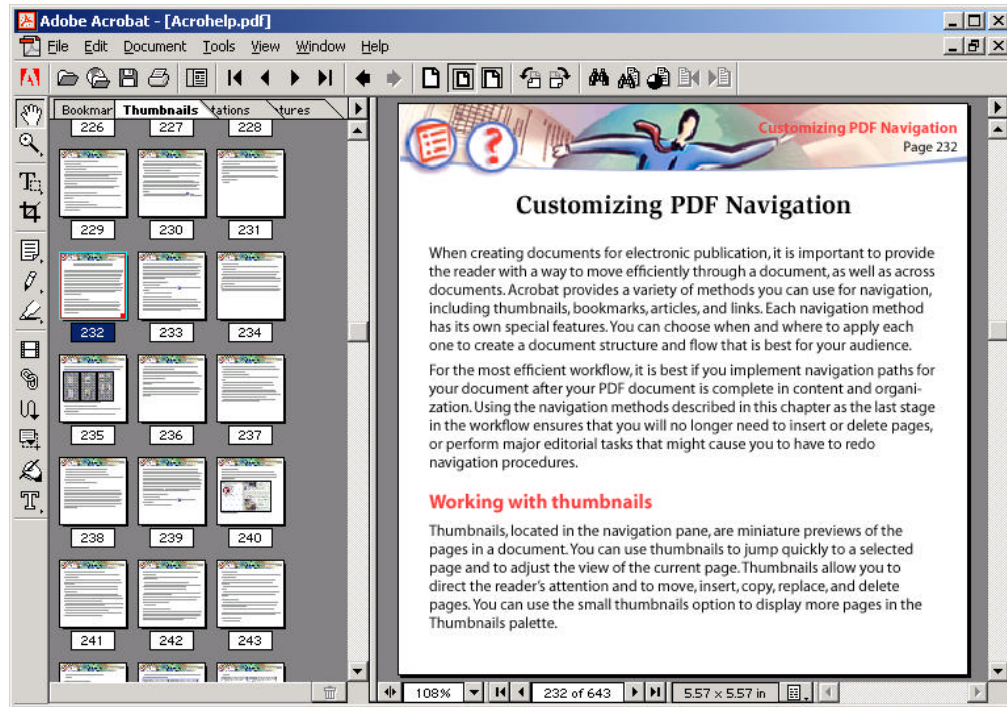 Adobe Acrobat - [Acrohelp.pdf]
File Edit Document Tools View Window Help
Bookmar Thumbnails tations tures
226 227 228
229 230 231
232 233 234
235 236 237
238 239 240
241 242 243
Customizing PDF Navigation
Page 232
Customizing PDF Navigation
When creating documents for electronic publication, it is important to provide
the reader with a way to move efficiently through a document, as well as across
documents. Acrobat provides a variety of methods you can use for navigation,
including thumbnails, bookmarks, articles, and links. Each navigation method
has its own special features. You can choose when and where to apply each
one to create a document structure and flow that is best for your audience.
For the most efficient workflow, it is best if you implement navigation paths for
your document after your PDF document is complete in content and organi-
zation. Using the navigation methods described in this chapter as the last stage
in the workflow ensures that you will no longer need to insert or delete pages,
or perform major editorial tasks that might cause you to have to redo
navigation procedures.
Working with thumbnails
Thumbnails, located in the navigation pane, are miniature previews of the
pages in a document. You can use thumbnails to jump quickly to a selected
page and to adjust the view of the current page. Thumbnails allow you to
direct the reader's attention and to move, insert, copy, replace, and delete
pages. You can use the small thumbnails option to display more pages in the
Thumbnails palette.
108% 232 of 643 5.57 × 5.57 in